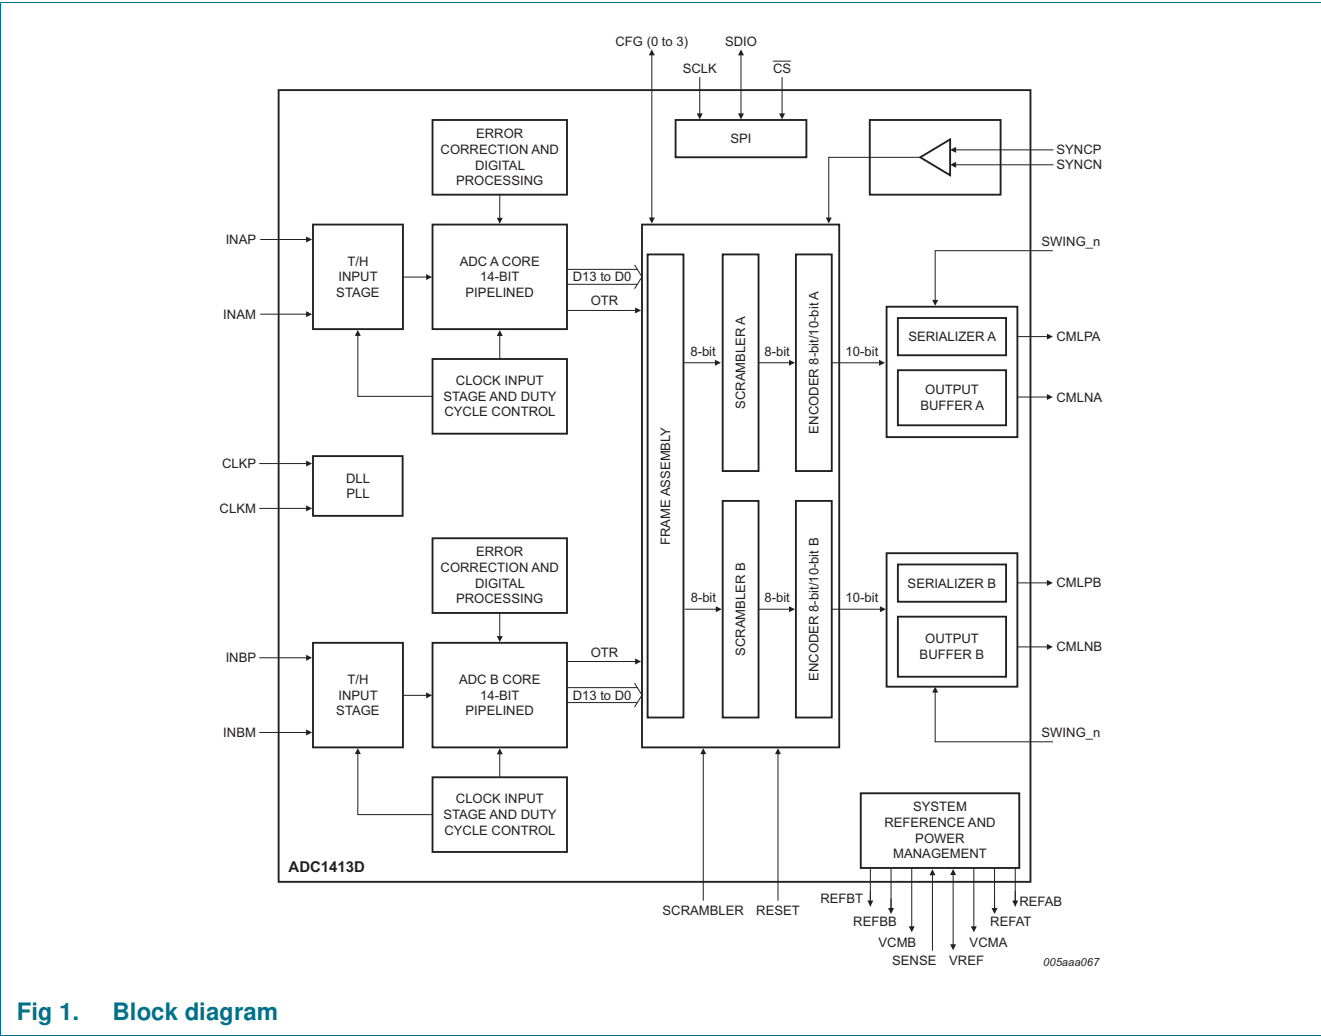 CFG (0 to 3)
SDIO
SCLK
CS
ERROR
CORRECTION AND
DIGITAL
PROCESSING
SPI
SYNCP
SYNCN
INAP
INAM
T/H
INPUT
STAGE
ADC A CORE
14-BIT
PIPELINED
D13 to D0
OTR
SWING_n
SERIALIZER A
OUTPUT
BUFFER A
CMLPA
CMLNA
8-bit
SCRAMBLER A
8-bit
ENCODER 8-bit/10-bit A
10-bit
CLOCK INPUT
STAGE AND DUTY
CYCLE CONTROL
FRAME ASSEMBLY
CLKP
CLKM
DLL
PLL
ERROR
CORRECTION AND
DIGITAL
PROCESSING
8-bit
SCRAMBLER B
8-bit
ENCODER 8-bit/10-bit B
10-bit
SERIALIZER B
OUTPUT
BUFFER B
CMLPB
CMLNB
INBP
INBM
T/H
INPUT
STAGE
ADC B CORE
14-BIT
PIPELINED
OTR
D13 to D0
SWING_n
CLOCK INPUT
STAGE AND DUTY
CYCLE CONTROL
SYSTEM
REFERENCE AND
POWER
MANAGEMENT
ADC1413D
SCRAMBLER
RESET
REFBT
REFBB
VCMB
SENSE
VREF
VCMA
REFAT
REFAB
005aaa067
Fig 1. Block diagram